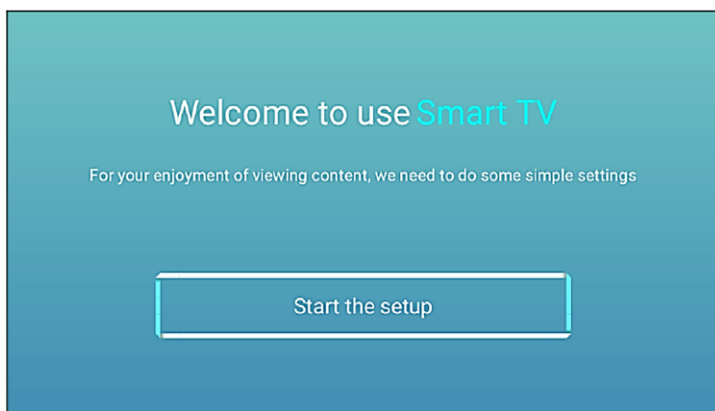 Welcome to use Smart TV
For your enjoyment of viewing content, we need to do some simple settings
Start the setup